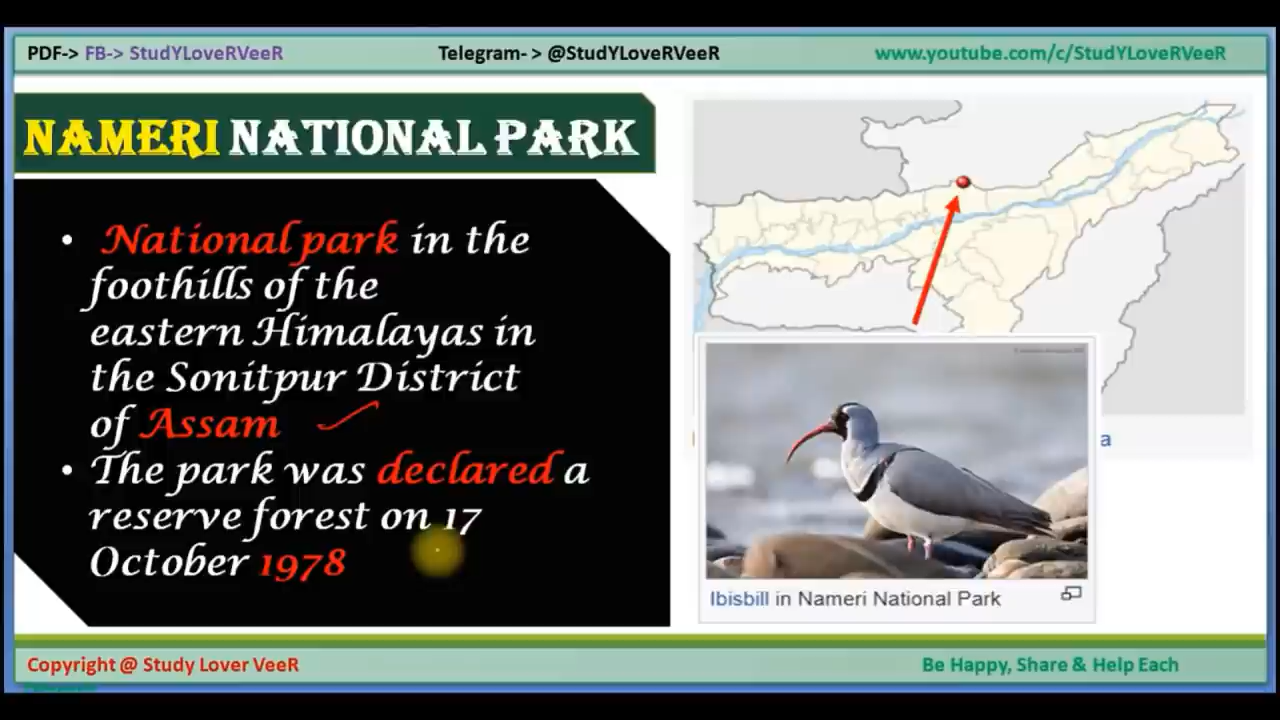 PDF-> FB-> StudYLoveRVeeR
Telegram- > @StudYLoveRVeeR
www.youtube.com/c/StudYLoveRVeeR
NAMERI NATIONAL PARK
• National park in the
foothills of the
eastern Himalayas in
the Sonitpur District
of Assam
• The park was declared a
reserve forest on 17
October 1978
a
Ibisbill in Nameri National Park
Copyright @ Study Lover VeeR
Be Happy, Share & Help Each